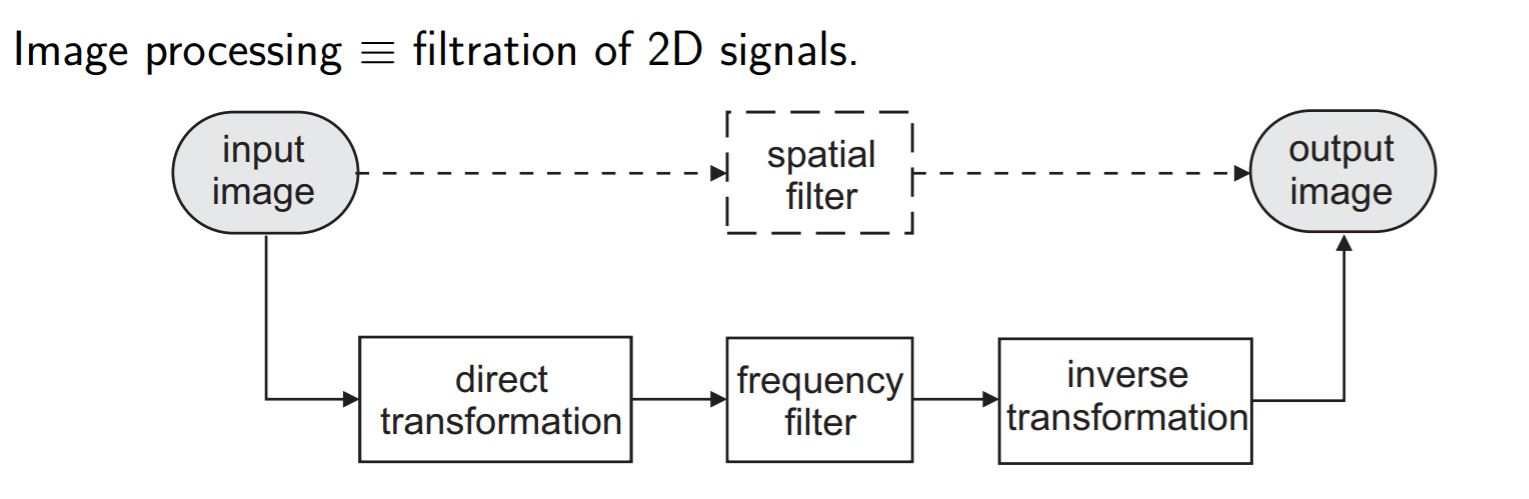 Image processing ≡ filtration of 2D signals.
input
image
spatial
filter
output
image
direct
transformation
frequency
filter
inverse
transformation